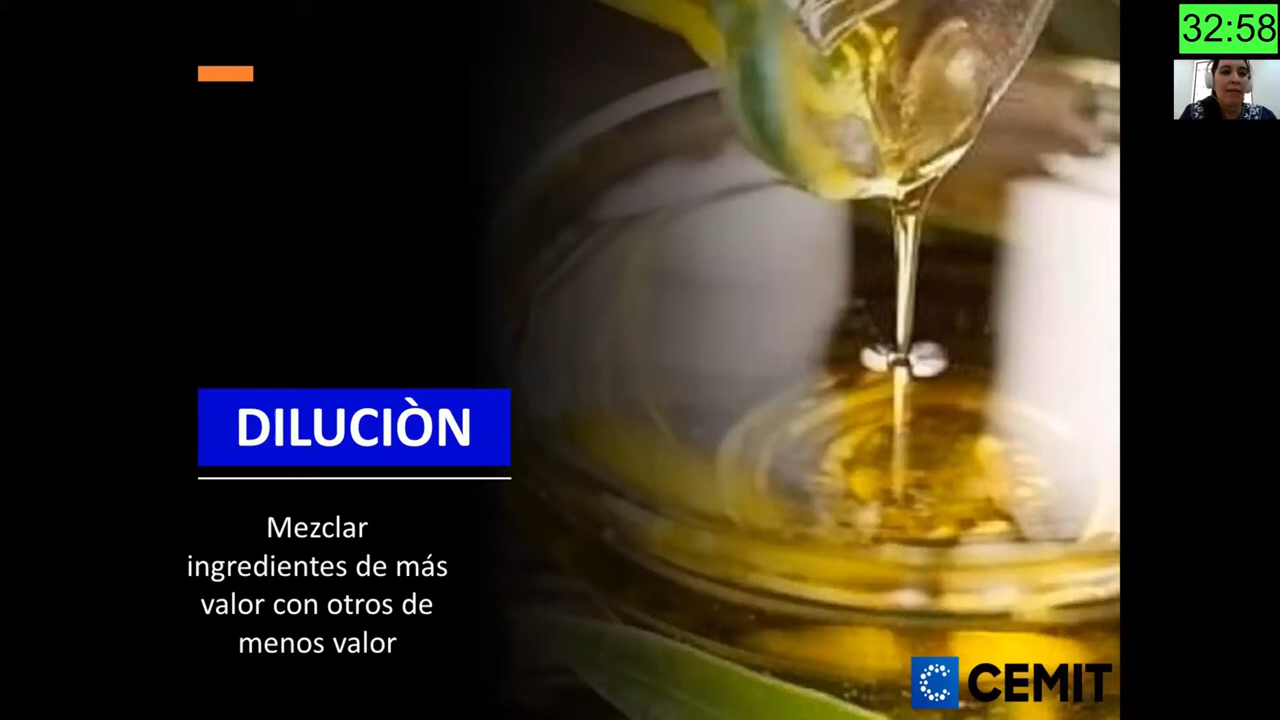 32:58
DILUCIÒN
Mezclar
ingredientes de más
valor con otros de
menos valor
CEMIT